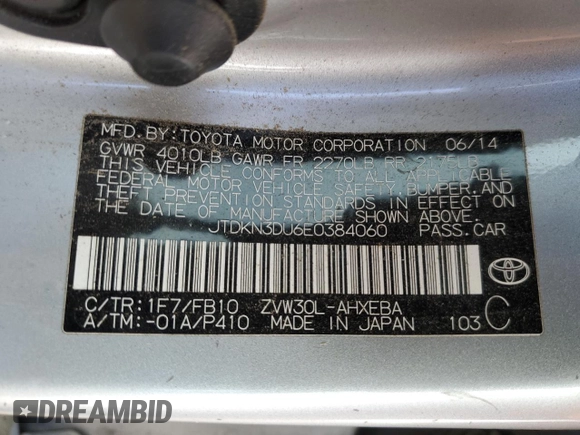 MFD. BY: TOYOTA MOTOR CORPORATION 06/14
GVWR 4010LB GAWR FR 2270LB RR 2175LB
THIS VEHICLE CONFORMS TO ALL APPLICABLE
FEDERAL MOTOR VEHICLE SAFETY, BUMPER, AND
THEFT PREVENTION STANDARDS IN EFFECT ON
THE DATE OF MANUFACTURE SHOWN ABOVE.
JTDKN3DU6E0384060 PASS.CAR
C/TR: 1F7/FB10 ZVW30L-AHXEBA
A/TM: -01A/P410 MADE IN JAPAN 103 C
DREAMBID